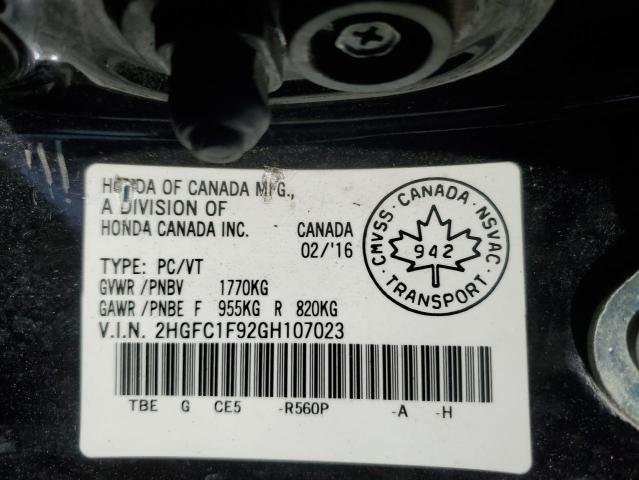 HONDA OF CANADA MFG.,
A DIVISION OF
HONDA CANADA INC. CANADA
02/'16
TYPE: PC/VT
GVWR /PNBV 1770KG
GAWR /PNBE F 955KG R 820KG
V.I.N. 2HGFC1F92GH107023
TBE G CE5 -R560P -A -H
CMVSS · CANADA · NSVAC
942
TRANSPORT